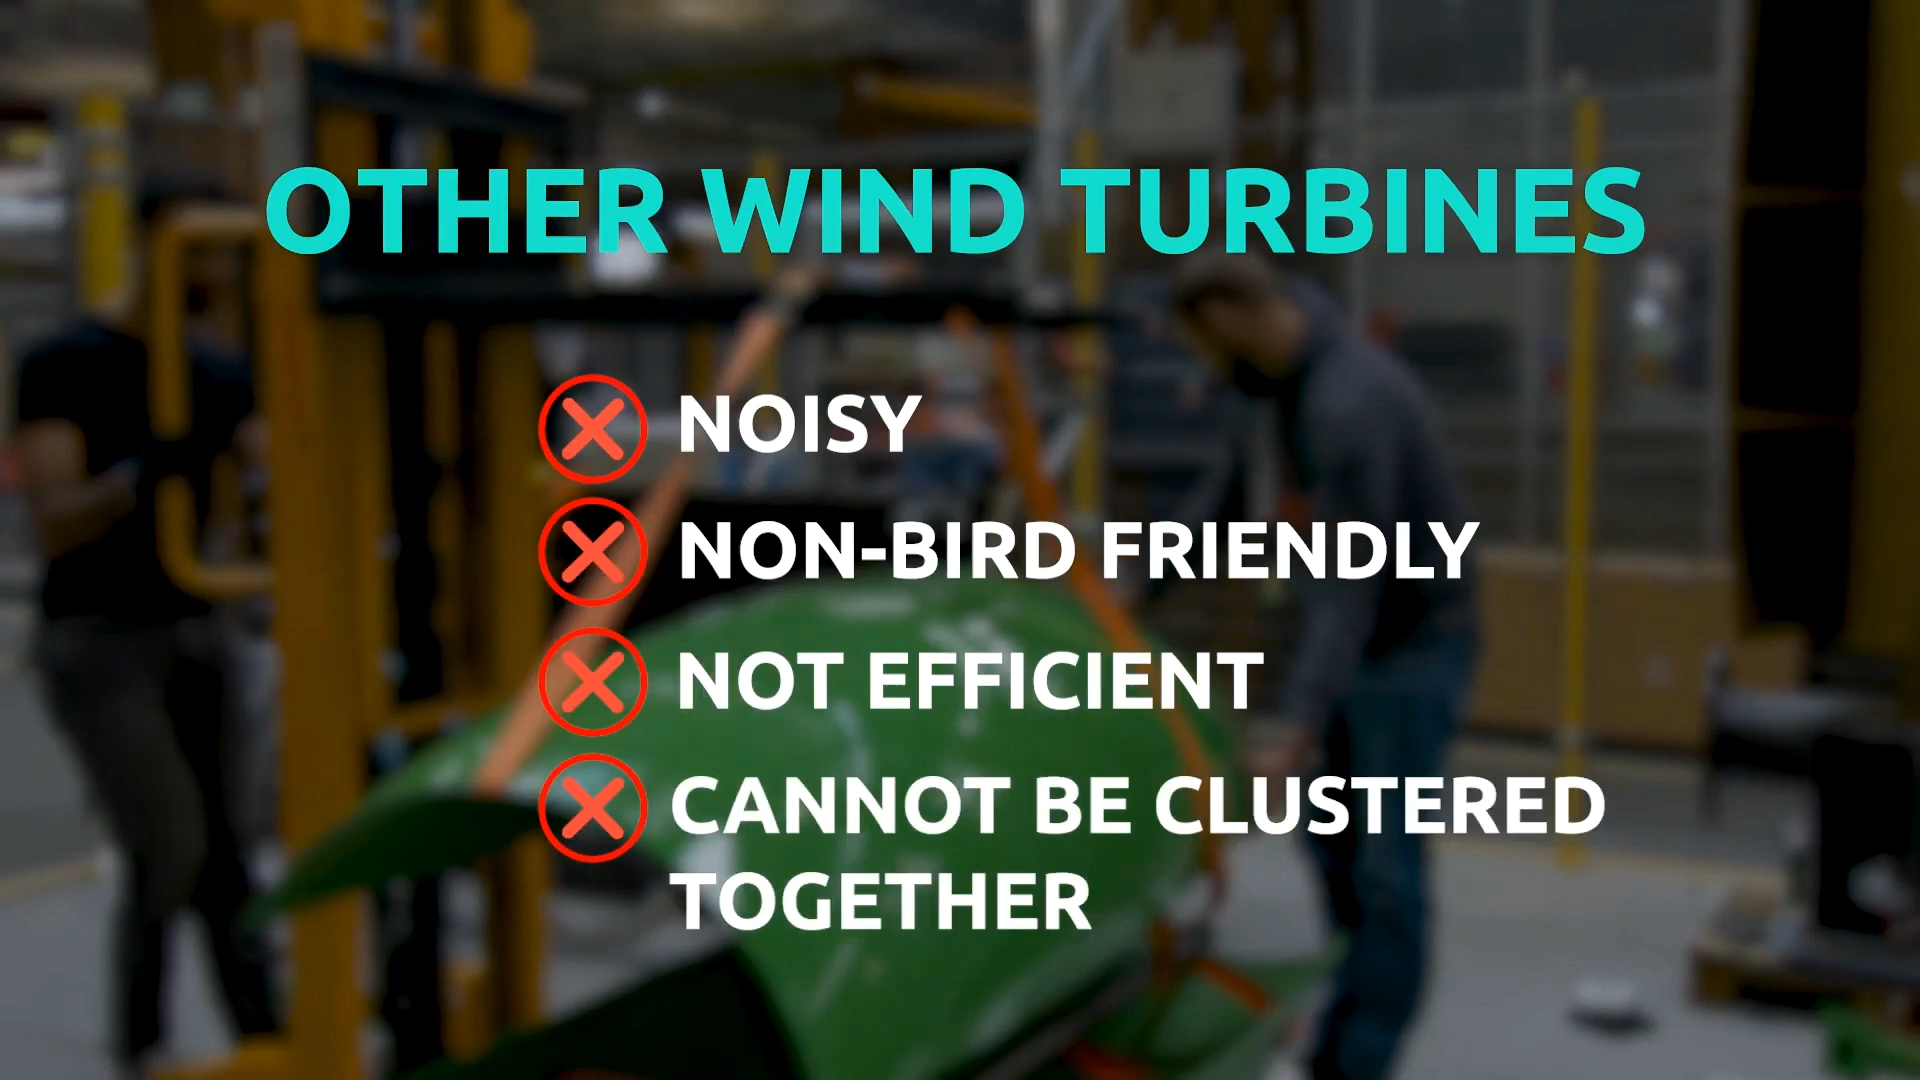 OTHER WIND TURBINES
NOISY
NON-BIRD FRIENDLY
NOT EFFICIENT
CANNOT BE CLUSTERED
TOGETHER